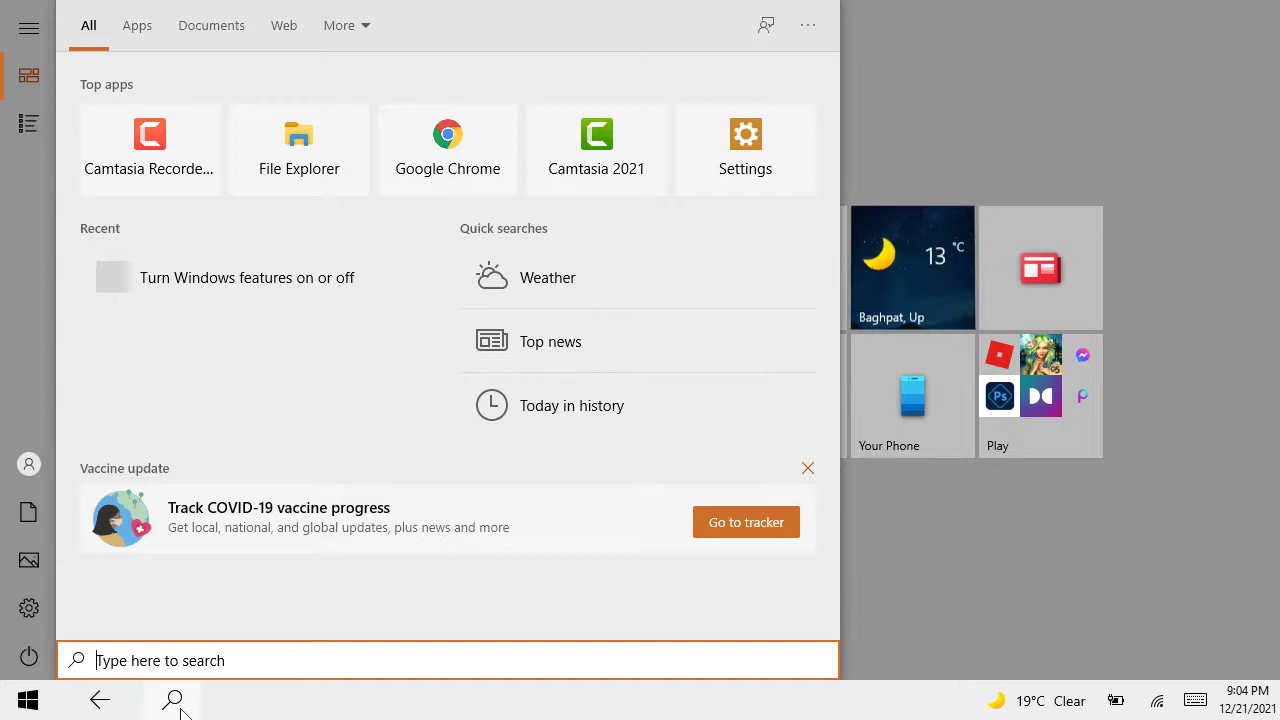 All
Apps
Documents
Web
More
Top apps
Camtasia Recorde...
File Explorer
Google Chrome
Camtasia 2021
Settings
Recent
Quick searches
Turn Windows features on or off
Weather
Top news
Today in history
Vaccine update
Track COVID-19 vaccine progress
Get local, national, and global updates, plus news and more
Go to tracker
13 °C
Baghpat, Up
Your Phone
Ps
G5
Play
Type here to search
19°C Clear
9:04 PM
12/21/2021